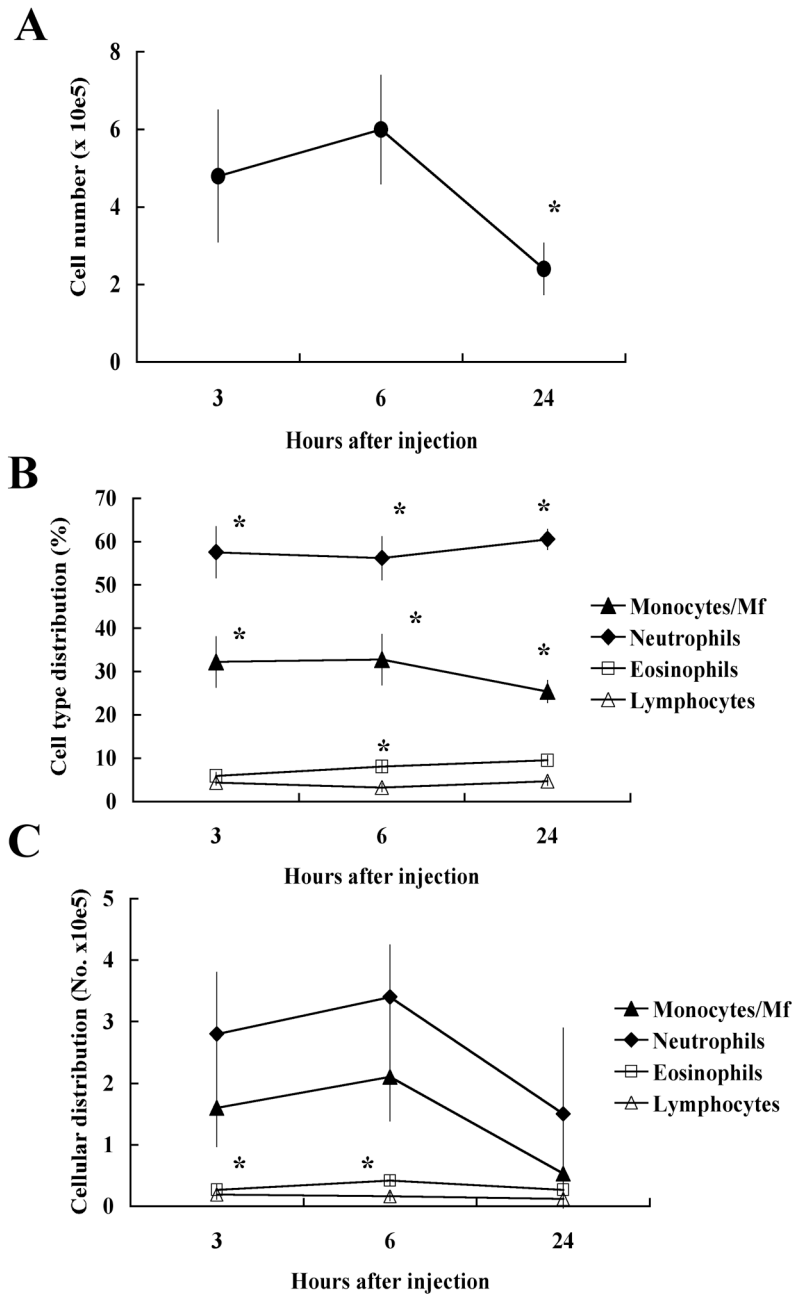 A
Cell number (x 10e5)
8
6
4
2
0
*
3 6 24
Hours after injection
B
Cell type distribution (%)
70
60
50
40
30
20
10
0
* * *
* * *
*
Monocytes/Mf
Neutrophils
Eosinophils
Lymphocytes
3 6 24
Hours after injection
C
Cellular distribution (No. x10e5)
5
4
3
2
1
0
* *
Monocytes/Mf
Neutrophils
Eosinophils
Lymphocytes
3 6 24
Hours after injection